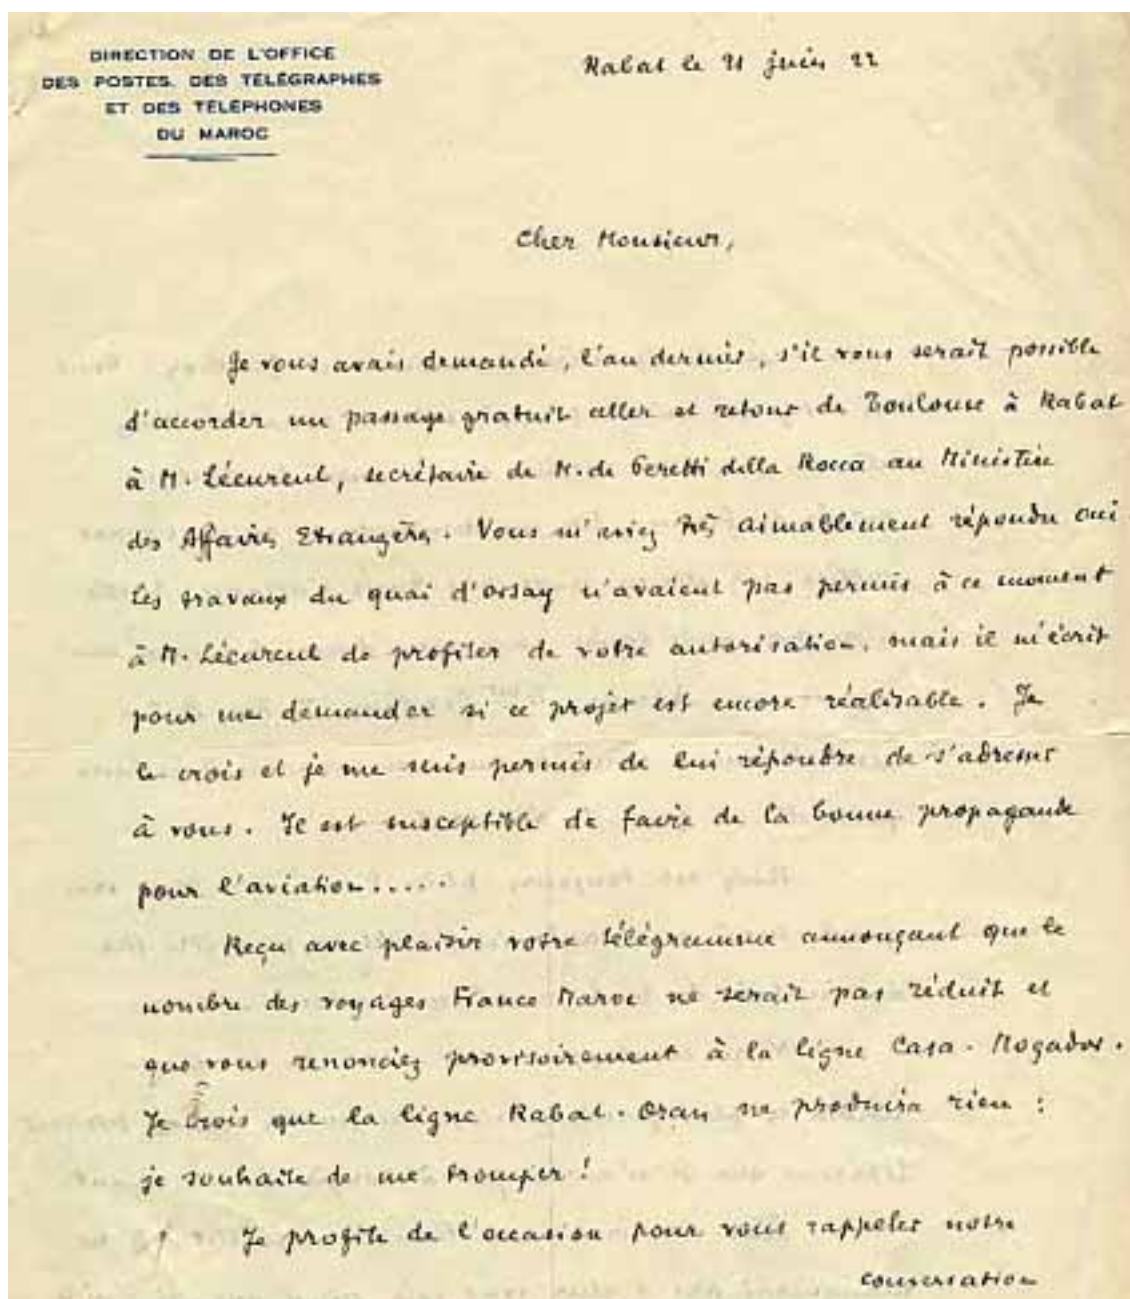 DIRECTION DE L'OFFICE
DES POSTES, DES TÉLÉGRAPHES
ET DES TÉLÉPHONES
DU MAROC
Rabat le 21 juin 22
Cher Monsieur,
Je vous avais demandé, l'an dernier, s'il vous serait possible
d'accorder un passage gratuit aller et retour de Toulouse à Rabat
à M. Lécureul, secrétaire de M. de Peretti della Rocca au Ministère
des Affaires Etrangères. Vous m'aviez très aimablement répondu oui.
Les travaux du quai d'Orsay n'avaient pas permis à ce moment
à M. Lécureul de profiter de votre autorisation, mais il m'écrit
pour me demander si ce projet est encore réalisable. Je
le crois et je me suis permis de lui répondre de s'adresser
à vous. Il est susceptible de faire de la bonne propagande
pour l'aviation.....
Reçu avec plaisir votre télégramme annonçant que le
nombre des voyages France Maroc ne serait pas réduit et
que vous renonciez provisoirement à la ligne Casa-Mogador.
Je crois que la ligne Rabat-Oran ne produira rien :
je souhaite de me tromper !
Je profite de l'occasion pour vous rappeler notre
conversation